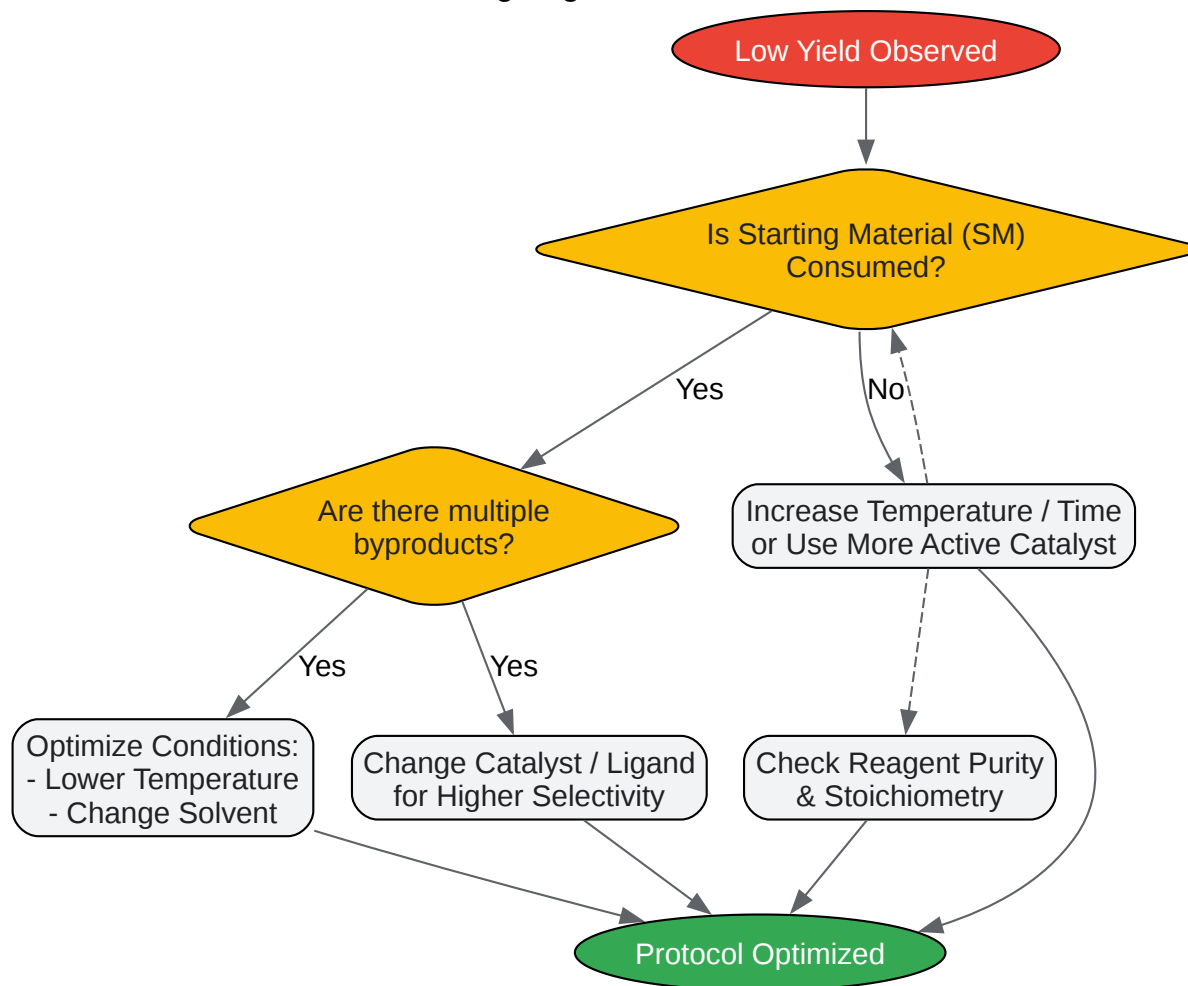 Low Yield Observed
Is Starting Material (SM)
Consumed?
Yes
No
Are there multiple
byproducts?
Increase Temperature / Time
or Use More Active Catalyst
Yes
Yes
Optimize Conditions:
- Lower Temperature
- Change Solvent
Change Catalyst / Ligand
for Higher Selectivity
Check Reagent Purity
& Stoichiometry
Protocol Optimized